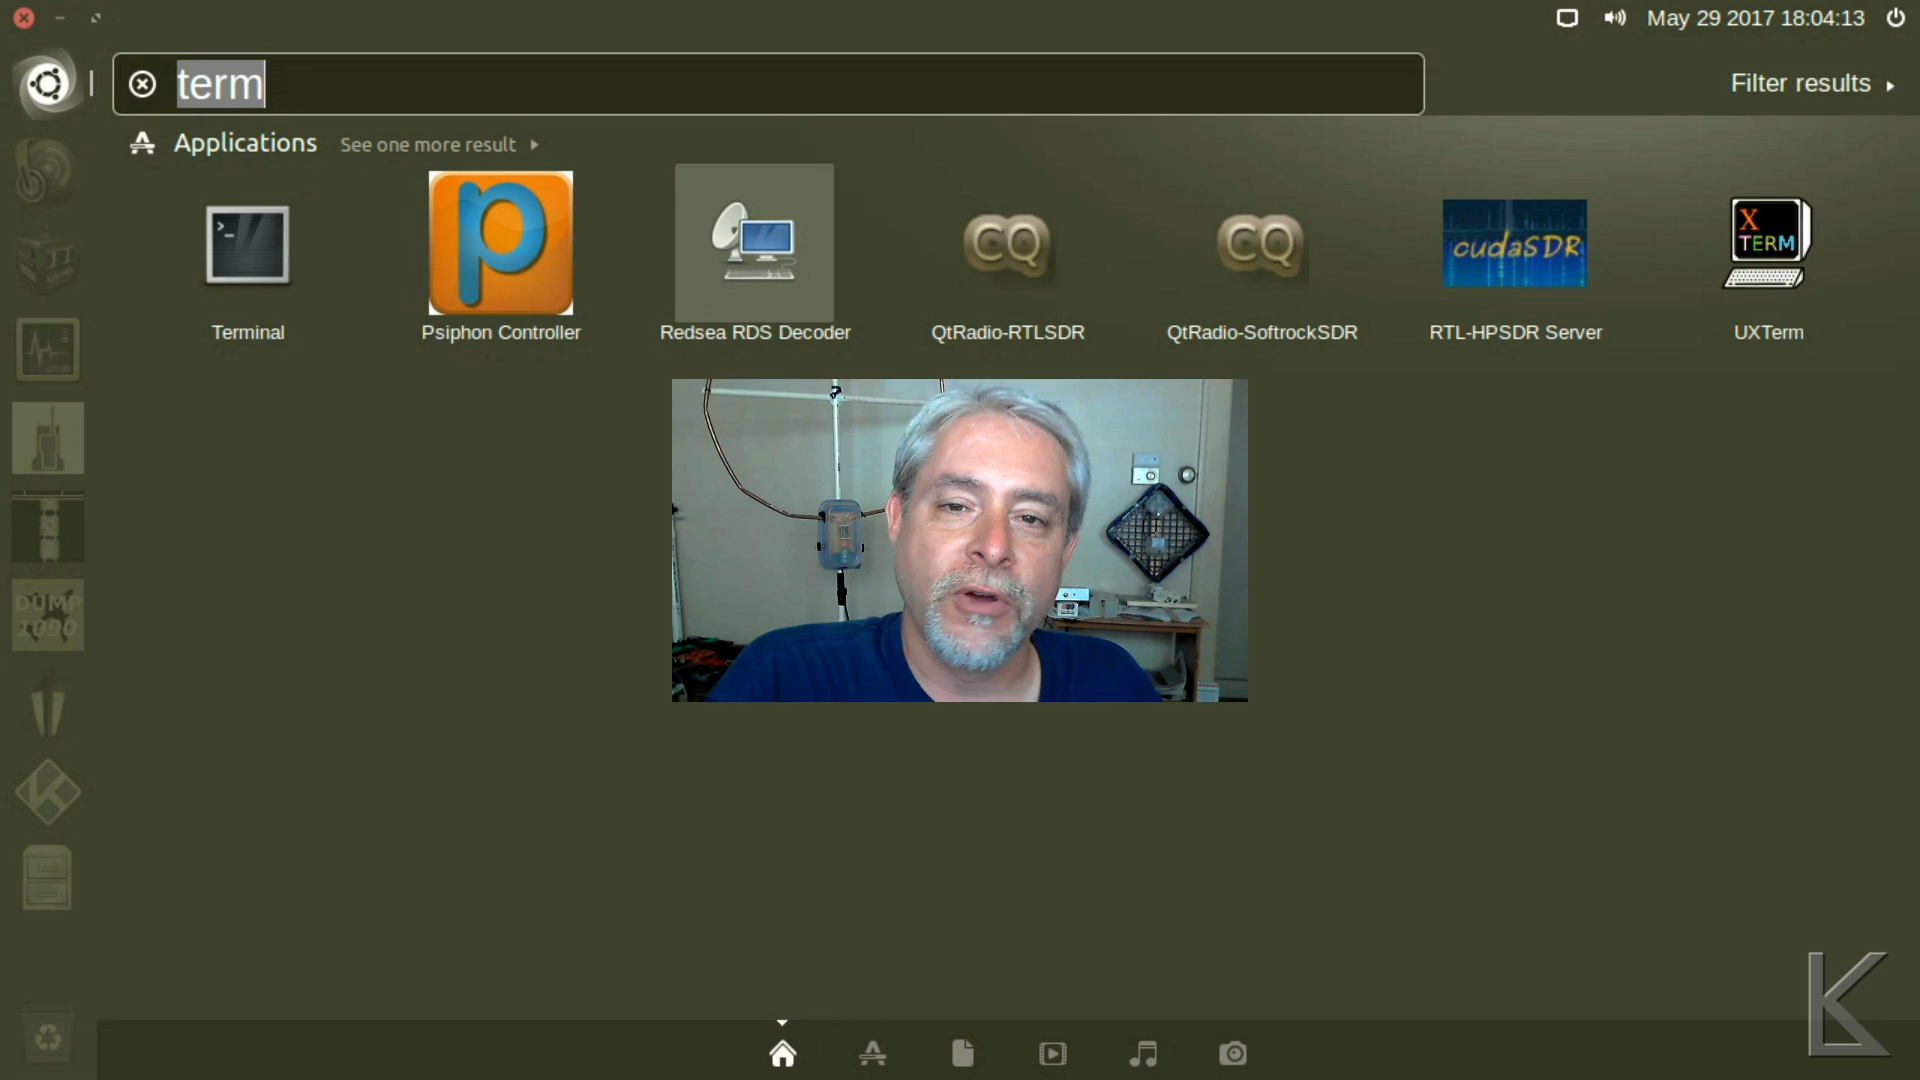 May 29 2017 18:04:13
term
Filter results
Applications See one more result
CQ
CQ
cudaSDR
X
TERM
Terminal
Psiphon Controller
Redsea RDS Decoder
QtRadio-RTLSDR
QtRadio-SoftrockSDR
RTL-HPSDR Server
UXTerm
DUMP
1090
K